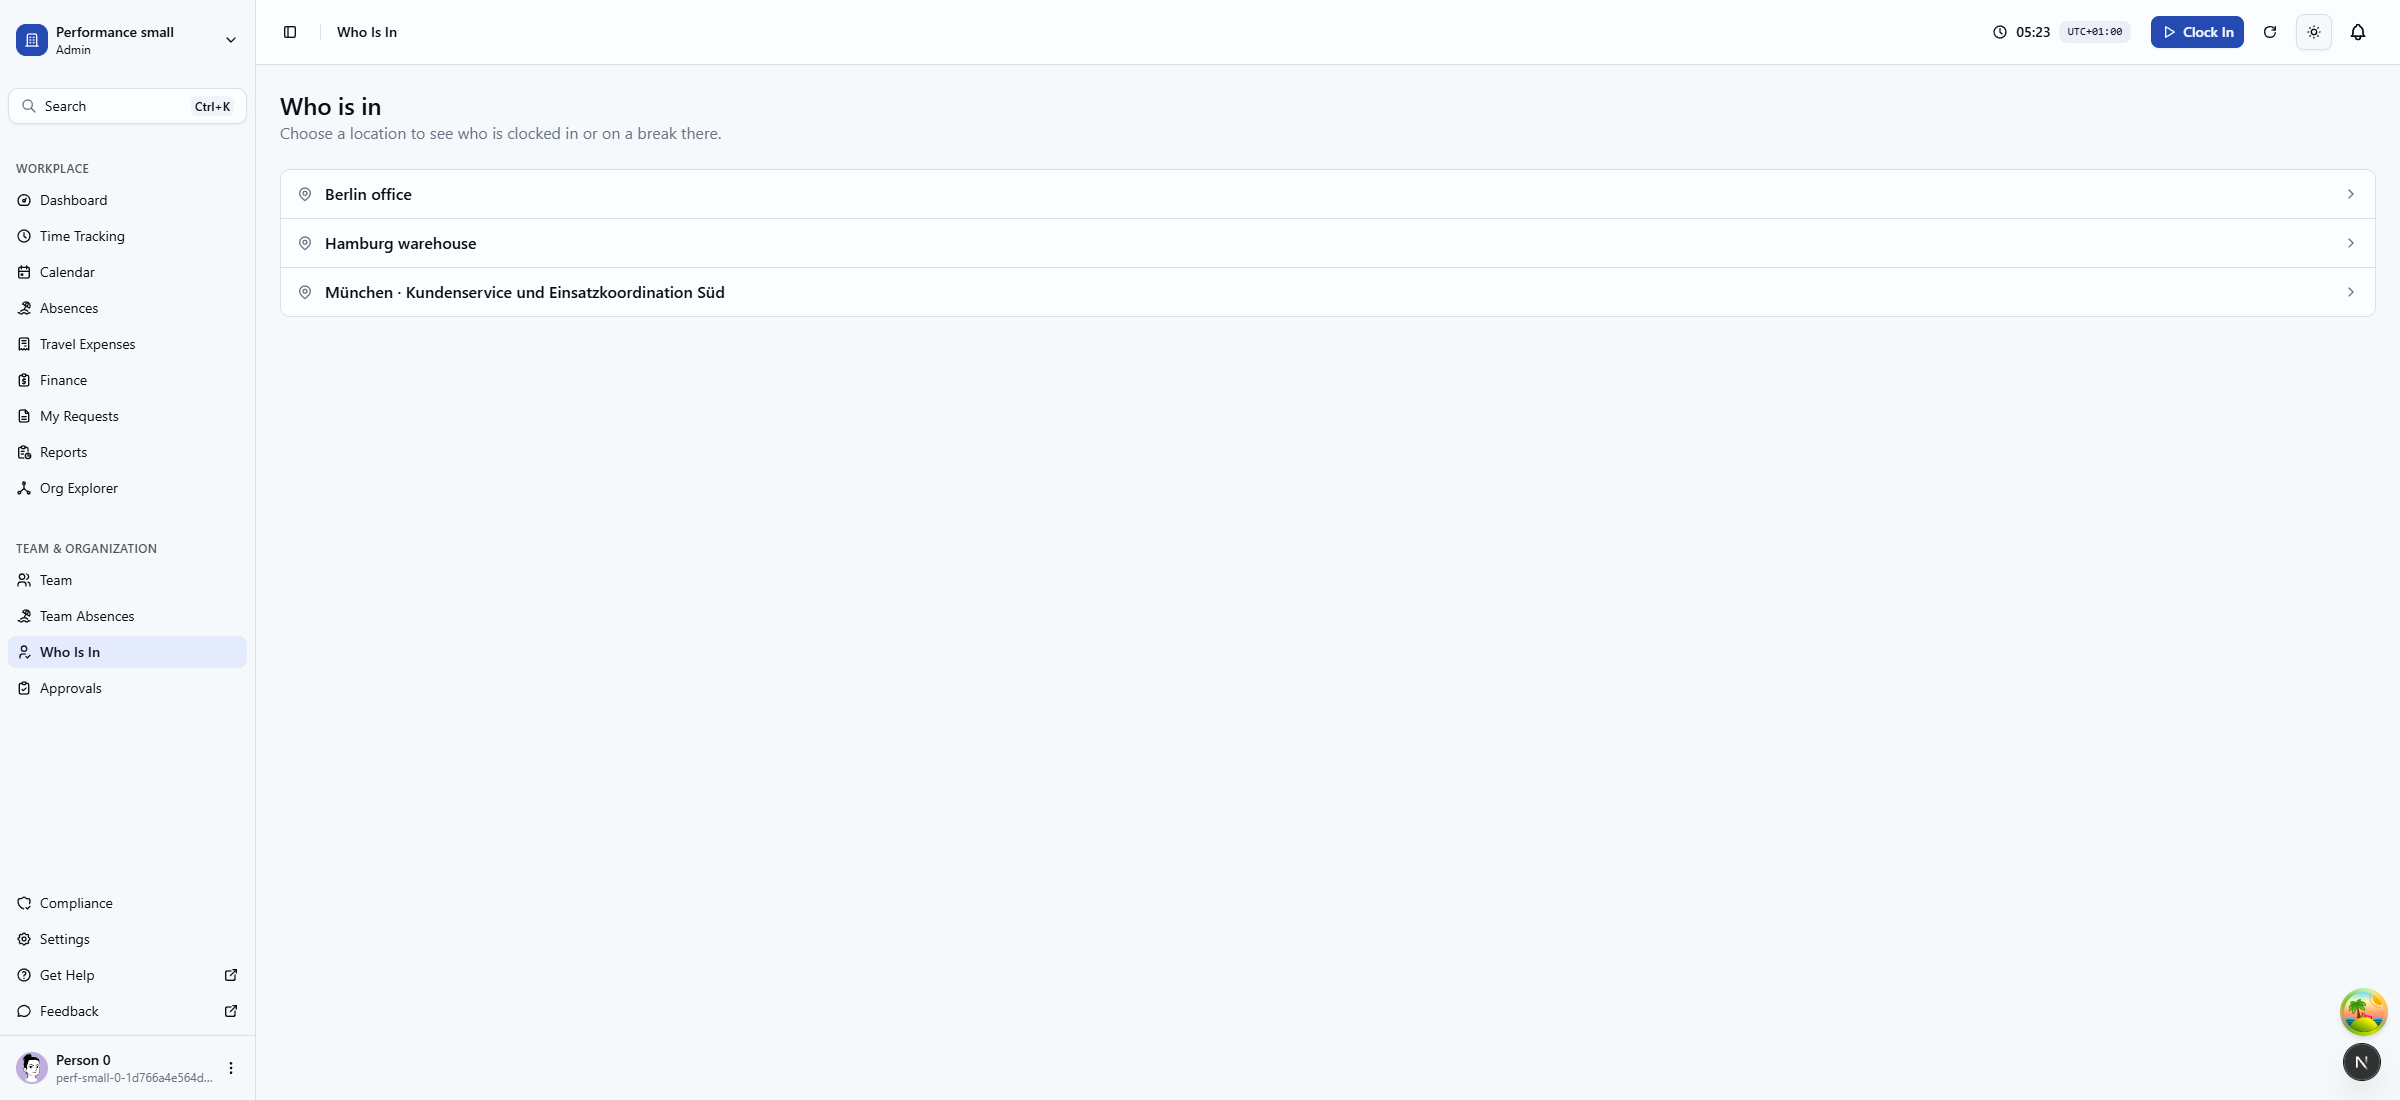 Performance small
Admin
Search
Ctrl+K
WORKPLACE
Dashboard
Time Tracking
Calendar
Absences
Travel Expenses
Finance
My Requests
Reports
Org Explorer
TEAM & ORGANIZATION
Team
Team Absences
Who Is In
Approvals
Compliance
Settings
Get Help
Feedback
Person 0
perf-small-0-1d766a4e564d...
Who Is In
05:23
UTC+01:00
Clock In
Who is in
Choose a location to see who is clocked in or on a break there.
Berlin office
Hamburg warehouse
München · Kundenservice und Einsatzkoordination Süd
N